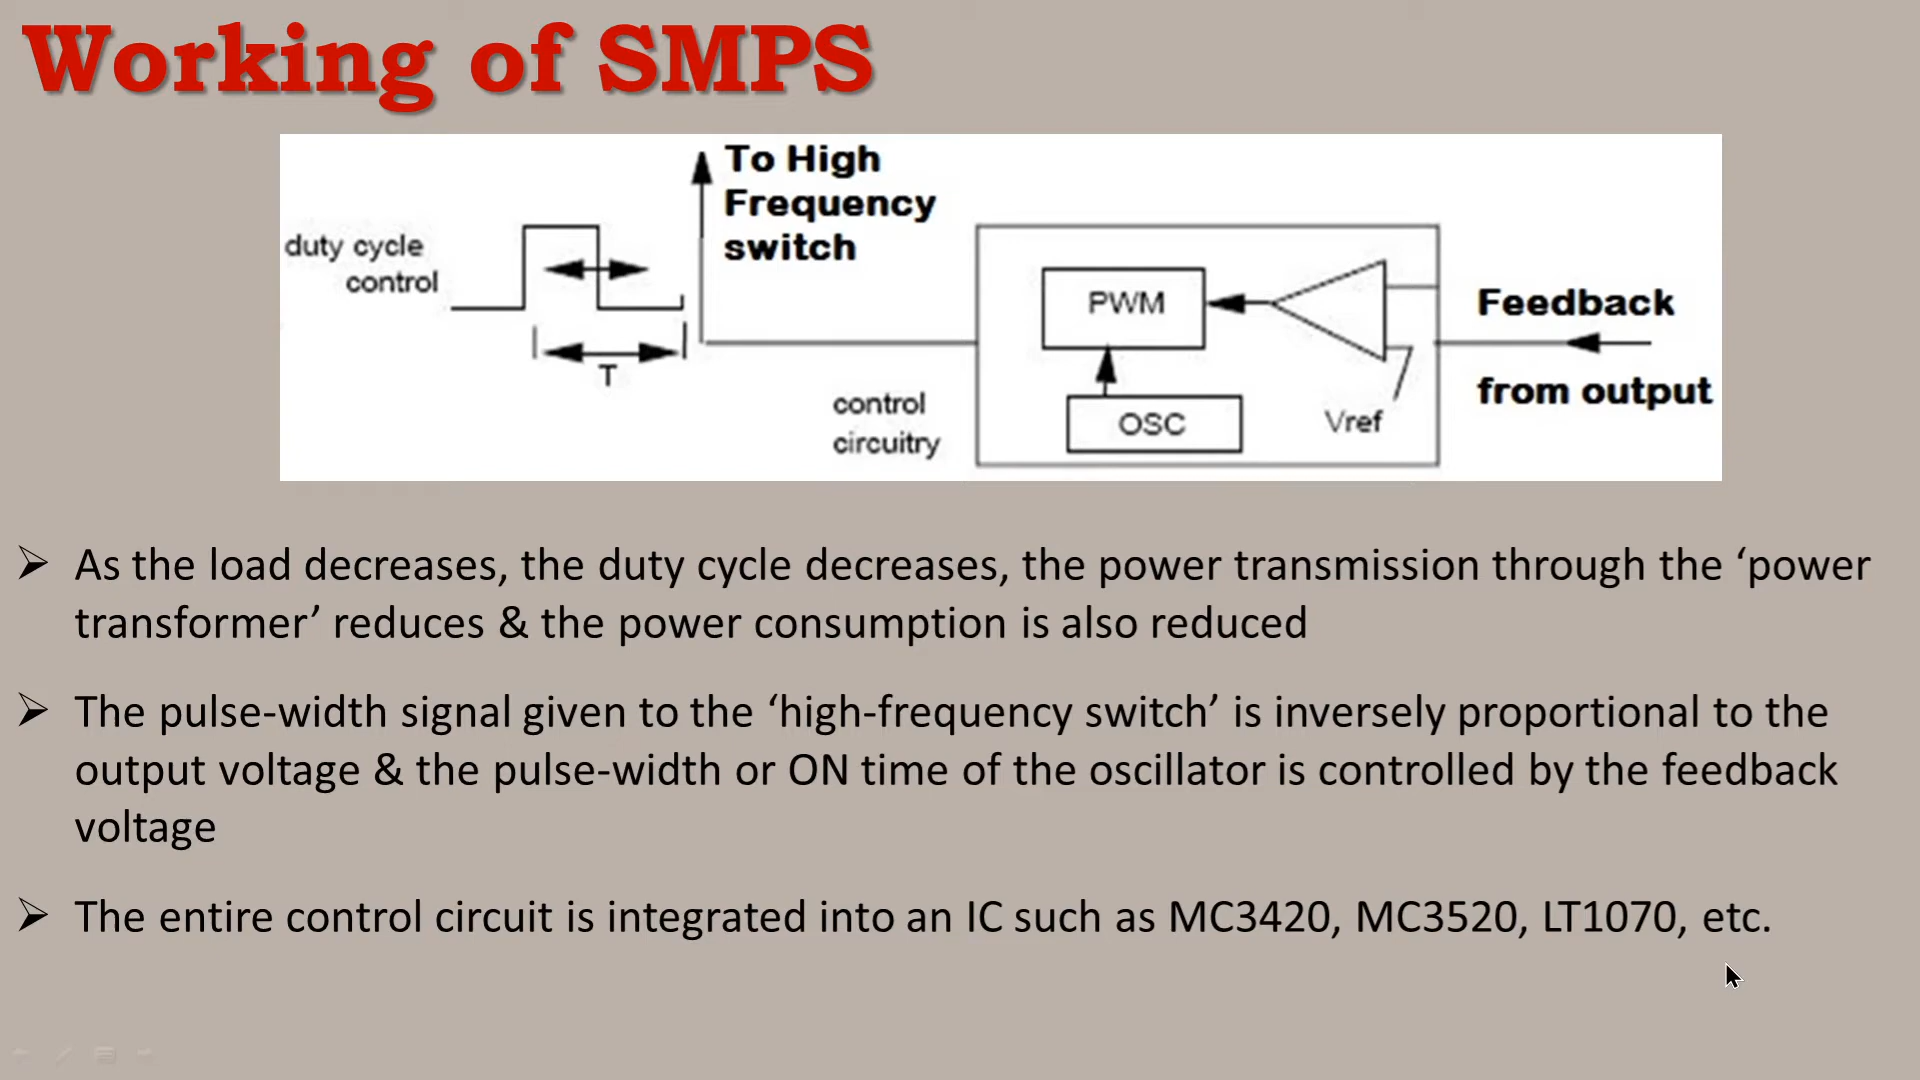 Working of SMPS
To High
Frequency
switch
duty cycle
control
T
control
circuitry
PWM
OSC
Vref
Feedback
from output
As the load decreases, the duty cycle decreases, the power transmission through the ‘power
transformer’ reduces & the power consumption is also reduced
The pulse-width signal given to the ‘high-frequency switch’ is inversely proportional to the
output voltage & the pulse-width or ON time of the oscillator is controlled by the feedback
voltage
The entire control circuit is integrated into an IC such as MC3420, MC3520, LT1070, etc.